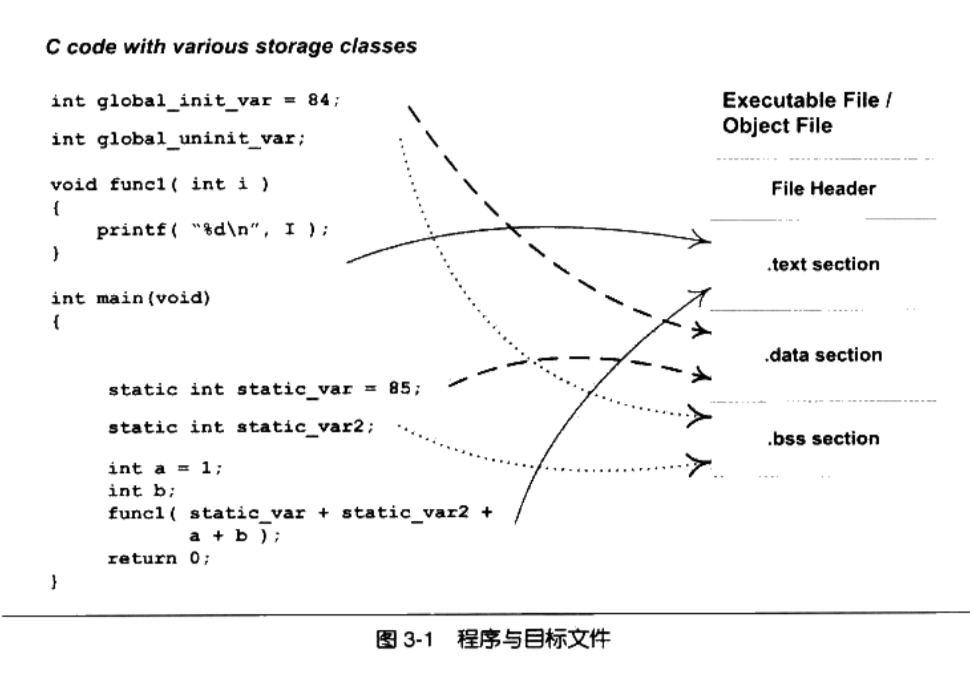 C code with various storage classes
int global_init_var = 84;
int global_uninit_var;
void func1( int i )
{
printf( “%d\n”, I );
}
int main(void)
{
static int static_var = 85;
static int static_var2;
int a = 1;
int b;
func1( static_var + static_var2 +
a + b );
return 0;
}
Executable File /
Object File
File Header
.text section
.data section
.bss section
图 3-1 程序与目标文件